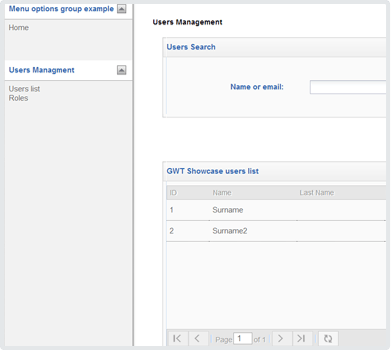 Menu options group example
Home
Users Managment
Users list
Roles
Users Management
Users Search
Name or email:
GWT Showcase users list
ID Name Last Name
1 Surname
2 Surname2
Page 1 of 1